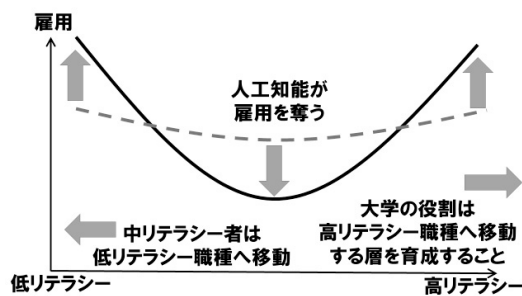 雇用
人工知能が
雇用を奪う
中リテラシー者は
低リテラシー職種へ移動
大学の役割は
高リテラシー職種へ移動
する層を育成すること
低リテラシー
高リテラシー